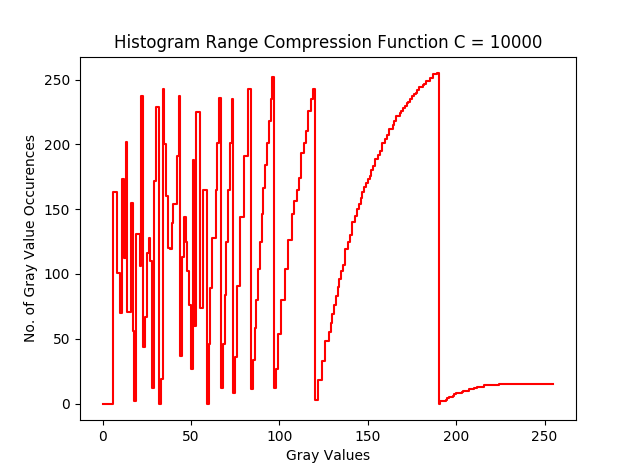 Histogram Range Compression Function C = 10000
No. of Gray Value Occurences
250
200
150
100
50
0
0 50 100 150 200 250
Gray Values